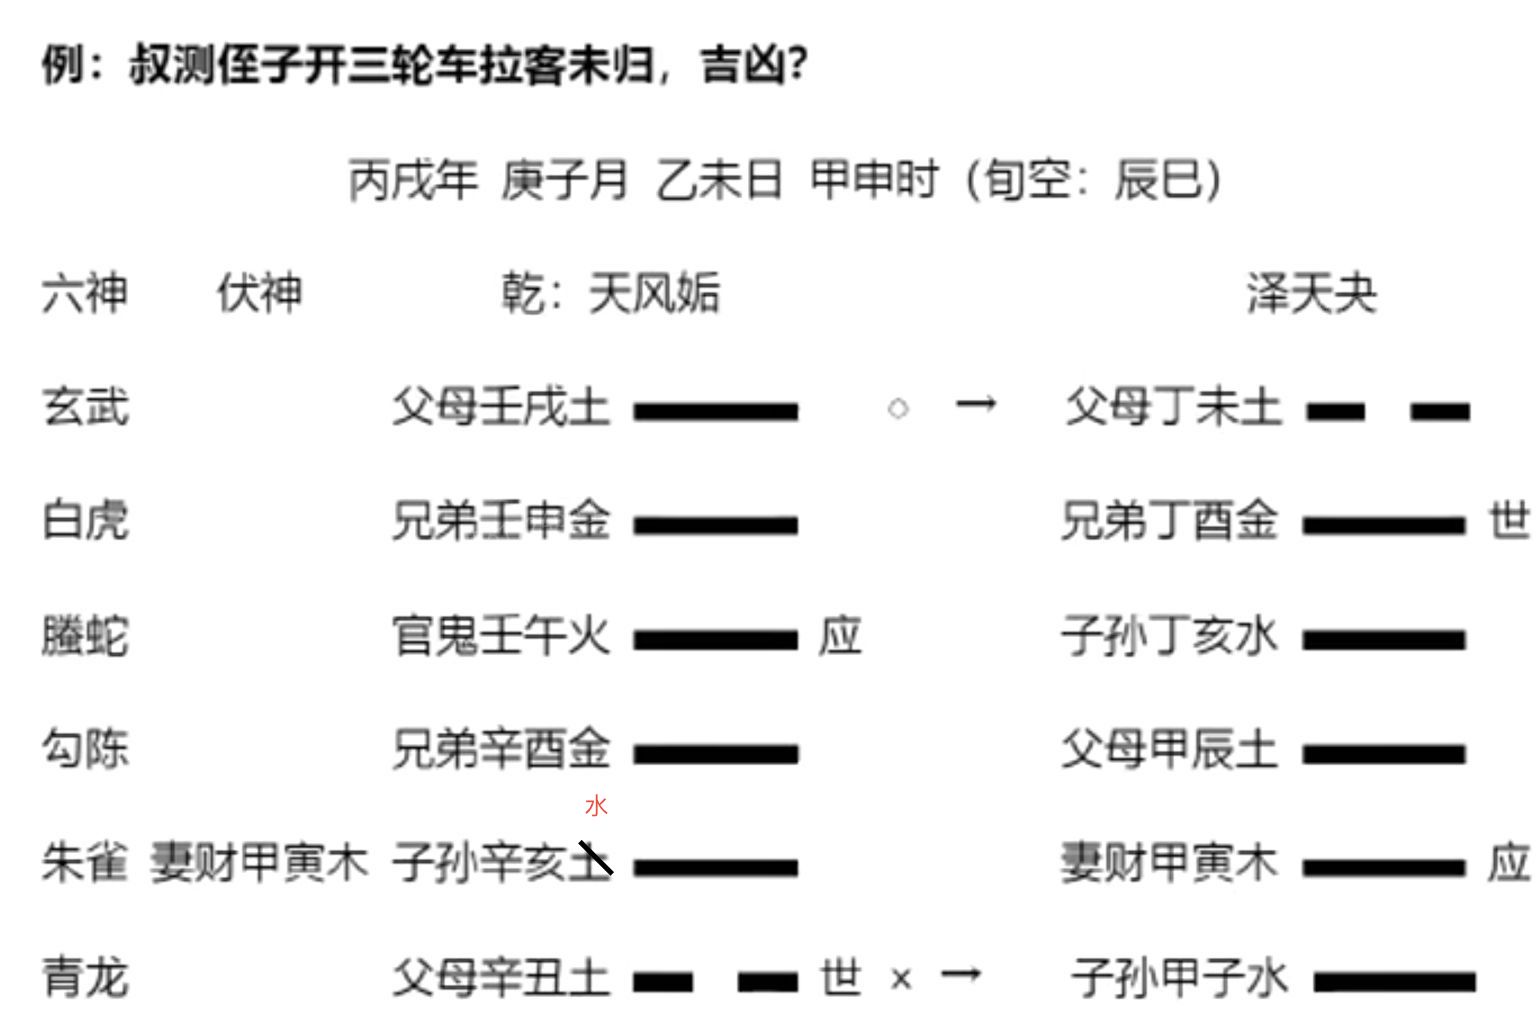 例：叔测侄子开三轮车拉客未归，吉凶?
丙戌年 庚子月 乙未日 甲申时（旬空：辰巳）
六神 伏神 乾：天风姤 泽天夬
玄武 父母壬戌土 ○ → 父母丁未土
白虎 兄弟壬申金 兄弟丁酉金 世
螣蛇 官鬼壬午火 应 子孙丁亥水
勾陈 兄弟辛酉金 父母甲辰土
水
朱雀 妻财甲寅木 子孙辛亥土 妻财甲寅木 应
青龙 父母辛丑土 世 × → 子孙甲子水